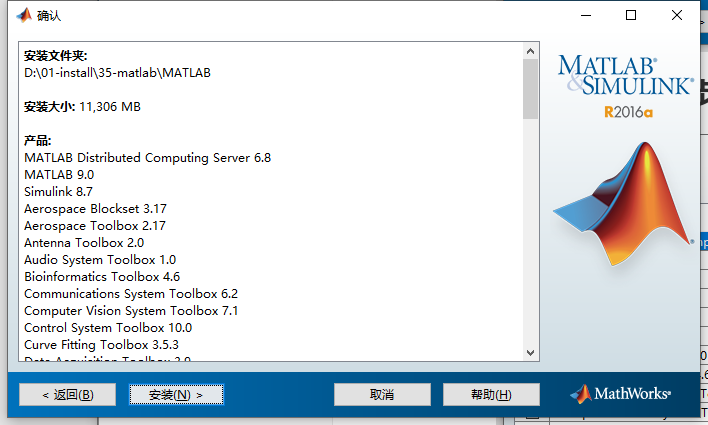 确认
安装文件夹:
D:\01-install\35-matlab\MATLAB
安装大小: 11,306 MB
产品:
MATLAB Distributed Computing Server 6.8
MATLAB 9.0
Simulink 8.7
Aerospace Blockset 3.17
Aerospace Toolbox 2.17
Antenna Toolbox 2.0
Audio System Toolbox 1.0
Bioinformatics Toolbox 4.6
Communications System Toolbox 6.2
Computer Vision System Toolbox 7.1
Control System Toolbox 10.0
Curve Fitting Toolbox 3.5.3
MATLAB®
&SIMULINK®
R2016a
< 返回(B)
安装(N) >
取消
帮助(H)
MathWorks®